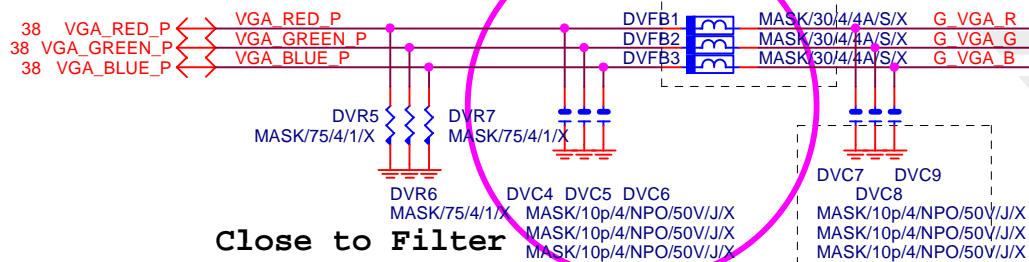 VGA_RED_P DVFB1 MASK/30/4/4A/S/X G_VGA_R
38 VGA_RED_P
VGA_GREEN_P DVFB2 MASK/30/4/4A/S/X G_VGA_G
38 VGA_GREEN_P
VGA_BLUE_P DVFB3 MASK/30/4/4A/S/X G_VGA_B
38 VGA_BLUE_P
DVR5 DVR7
MASK/75/4/1/X MASK/75/4/1/X
DVC7 DVC9
DVR6 DVC4 DVC5 DVC6 DVC8
MASK/75/4/1/X MASK/10p/4/NPO/50V/J/X MASK/10p/4/NPO/50V/J/X
MASK/10p/4/NPO/50V/J/X MASK/10p/4/NPO/50V/J/X
Close to Filter MASK/10p/4/NPO/50V/J/X MASK/10p/4/NPO/50V/J/X